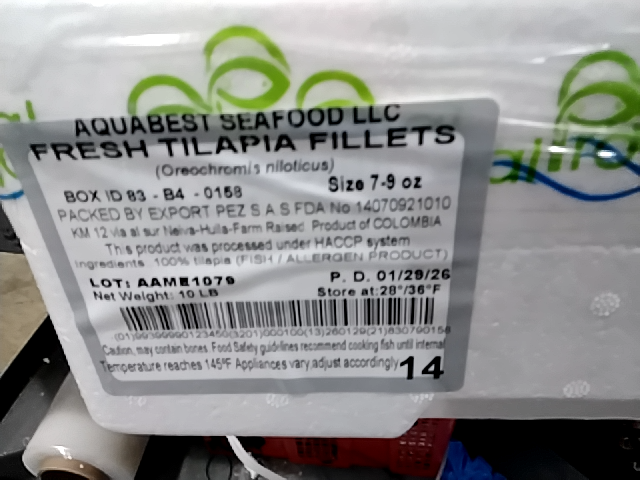 AQUABEST SEAFOOD LLC
FRESH TILAPIA FILLETS
(Oreochromis niloticus)
BOX ID 83 - B4 - 0158 Size 7-9 oz
PACKED BY EXPORT PEZ S A S FDA No 14070921010
KM 12 via al sur Neiva-Huila-Farm Raised Product of COLOMBIA
This product was processed under HACCP system
Ingredients 100% tilapia (FISH / ALLERGEN PRODUCT)
LOT: AAME1079 P. D. 01/29/26
Net Weight: 10 LB Store at:28°/36°F
Caution, may contain bones. Food Safety guidelines recommend cooking fish until internal
Temperature reaches 145ºF Appliances vary,adjust accordingly
14